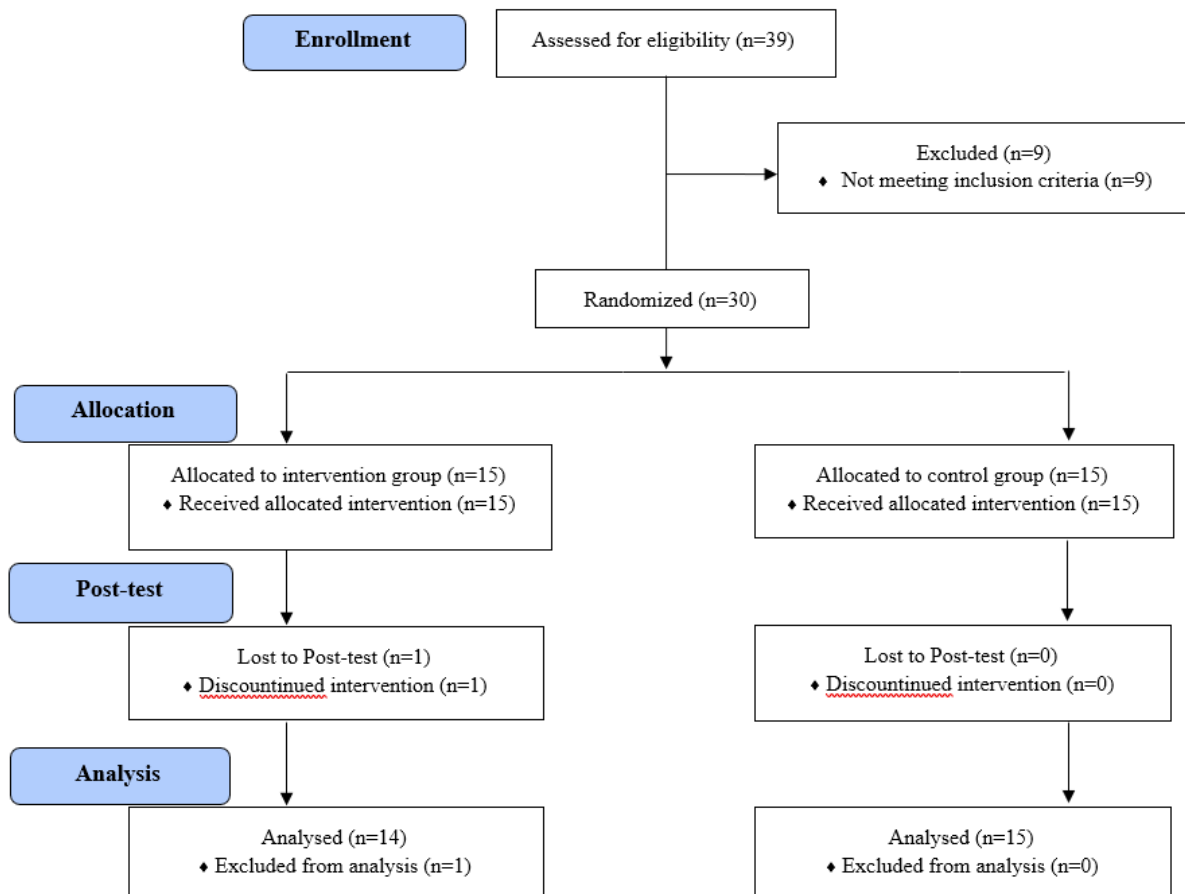 Enrollment
Assessed for eligibility (n=39)
Excluded (n=9)
♦ Not meeting inclusion criteria (n=9)
Randomized (n=30)
Allocation
Allocated to intervention group (n=15)
♦ Received allocated intervention (n=15)
Allocated to control group (n=15)
♦ Received allocated intervention (n=15)
Post-test
Lost to Post-test (n=1)
♦ Discountinued intervention (n=1)
Lost to Post-test (n=0)
♦ Discountinued intervention (n=0)
Analysis
Analysed (n=14)
♦ Excluded from analysis (n=1)
Analysed (n=15)
♦ Excluded from analysis (n=0)